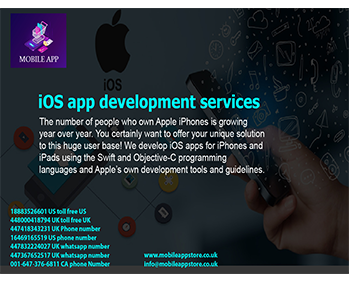 MOBILE APP
iOS
iOS app development services
The number of people who own Apple iPhones is growing
year over year. You certainly want to offer your unique solution
to this huge user base! We develop iOS apps for iPhones and
iPads using the Swift and Objective-C programming
languages and Apple's own development tools and guidelines.
18883526601 US toll free US
448000418794 UK toll free UK
447418343231 UK Phone number
16469165519 US phone number
447832224027 UK whatsapp number
447367652517 UK whatsapp number
001-647-376-6811 CA phone Number
www.mobileappstore.co.uk
info@mobileappstore.co.uk